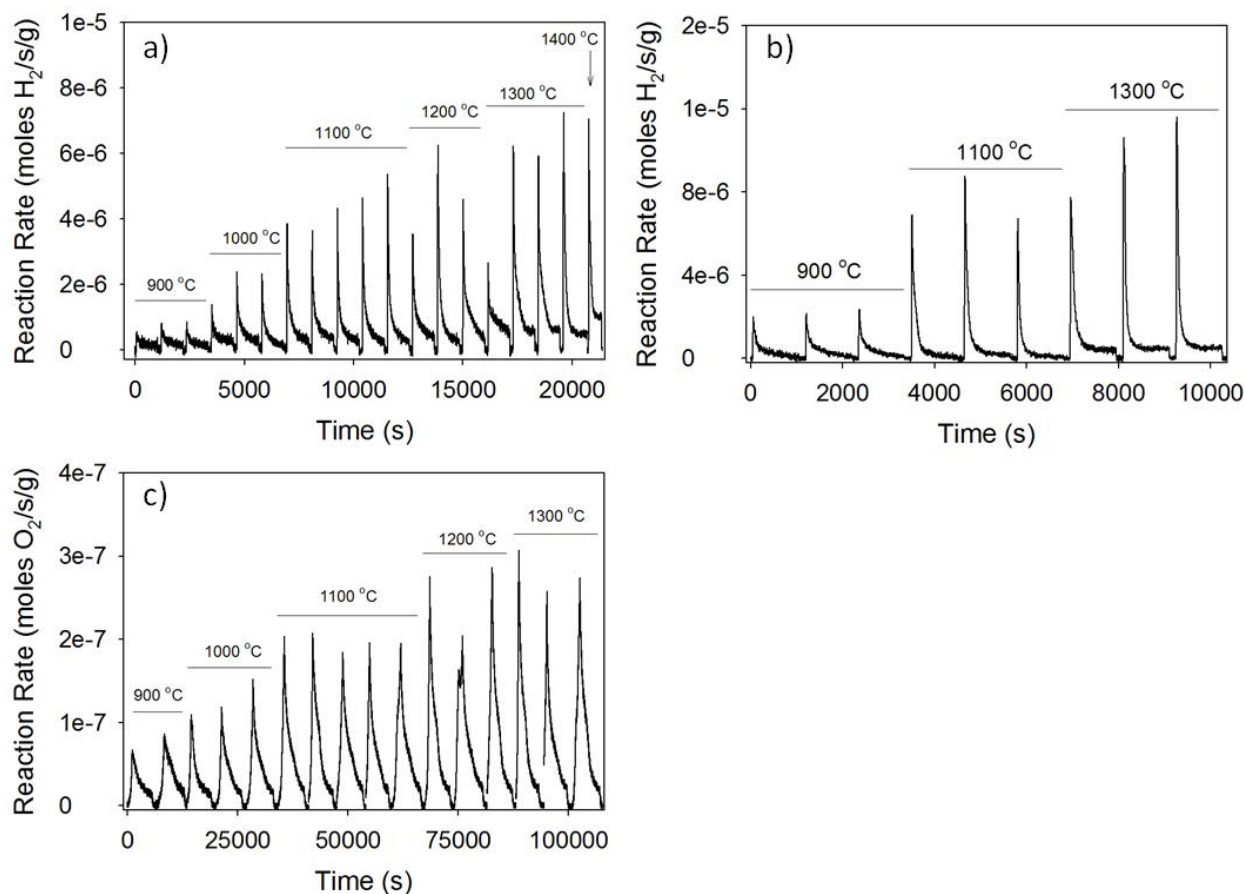 a)
Reaction Rate (moles H₂/s/g)
1e-5
8e-6
6e-6
4e-6
2e-6
0
900 °C
1000 °C
1100 °C
1200 °C
1300 °C
1400 °C
0 5000 10000 15000 20000
Time (s)
b)
Reaction Rate (moles H₂/s/g)
2e-5
1e-5
8e-6
4e-6
0
900 °C
1100 °C
1300 °C
0 2000 4000 6000 8000 10000
Time (s)
c)
Reaction Rate (moles O₂/s/g)
4e-7
3e-7
2e-7
1e-7
0
900 °C
1000 °C
1100 °C
1200 °C
1300 °C
0 25000 50000 75000 100000
Time (s)